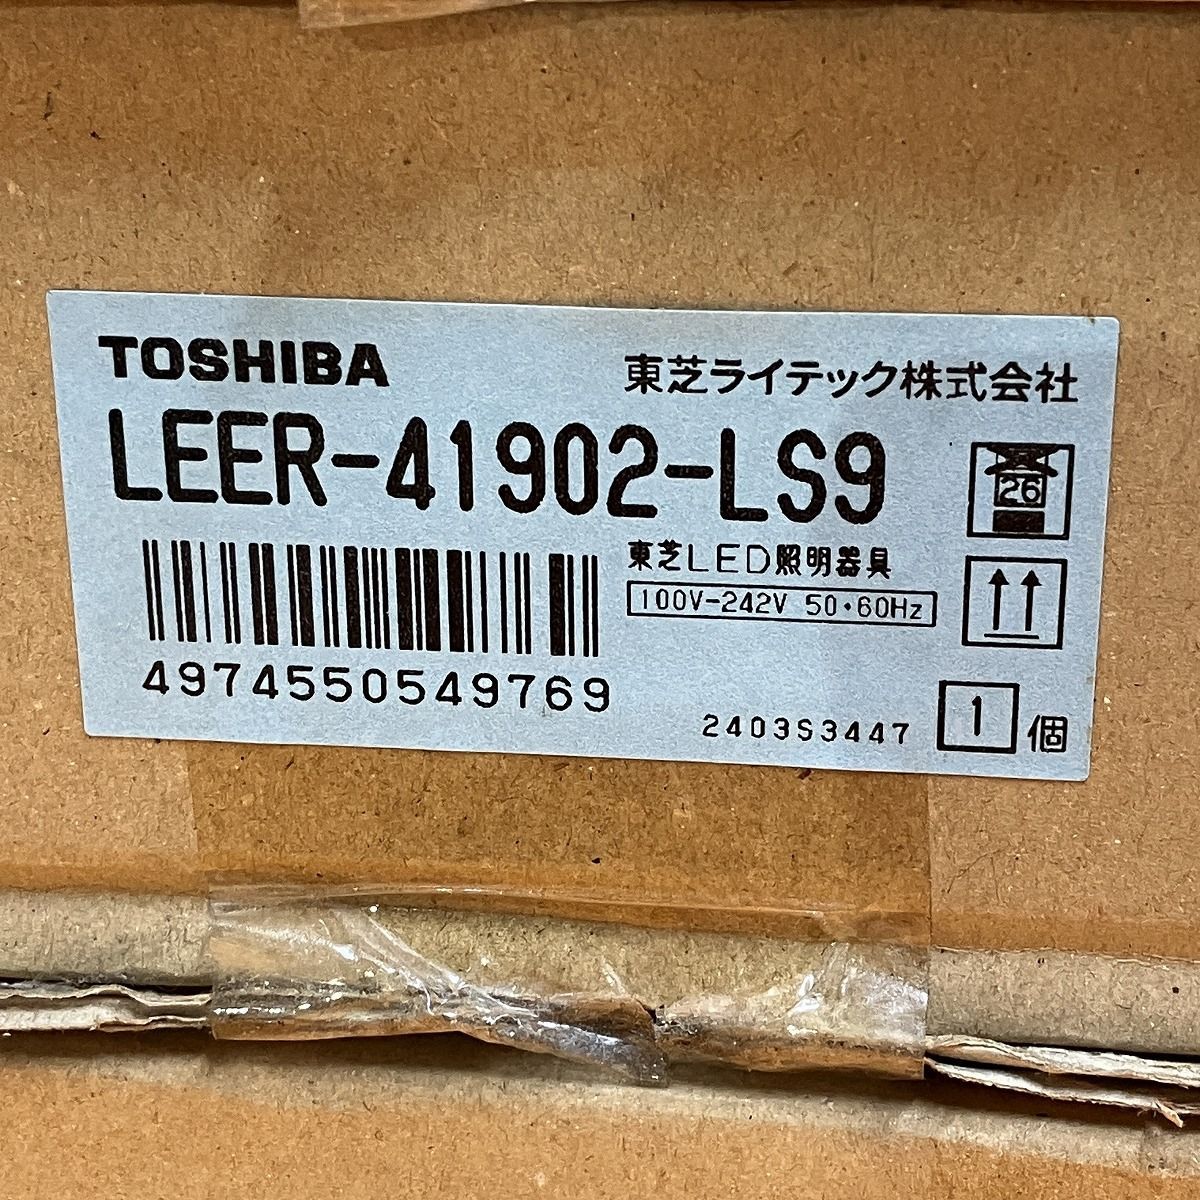 TOSHIBA
東芝ライテック株式会社
LEER-41902-LS9
26
東芝LED照明器具
100V-242V 50・60Hz
4974550549769
2403S3447
1個